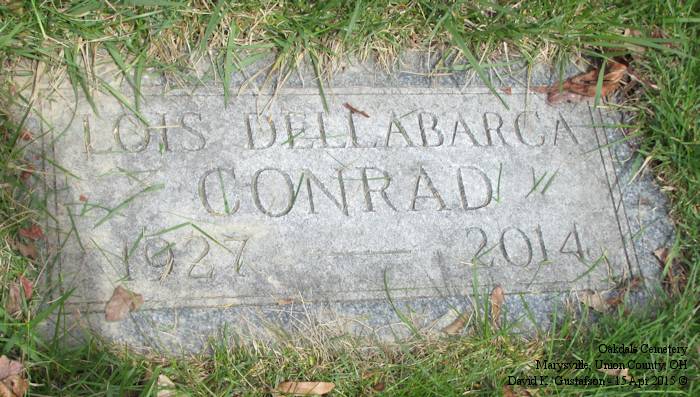 LOIS DELLABARCA
CONRAD
1927 — 2014
Oakdale Cemetery
Marysville, Union County, OH
David K. Gustafson - 15 Apr 2015 ©